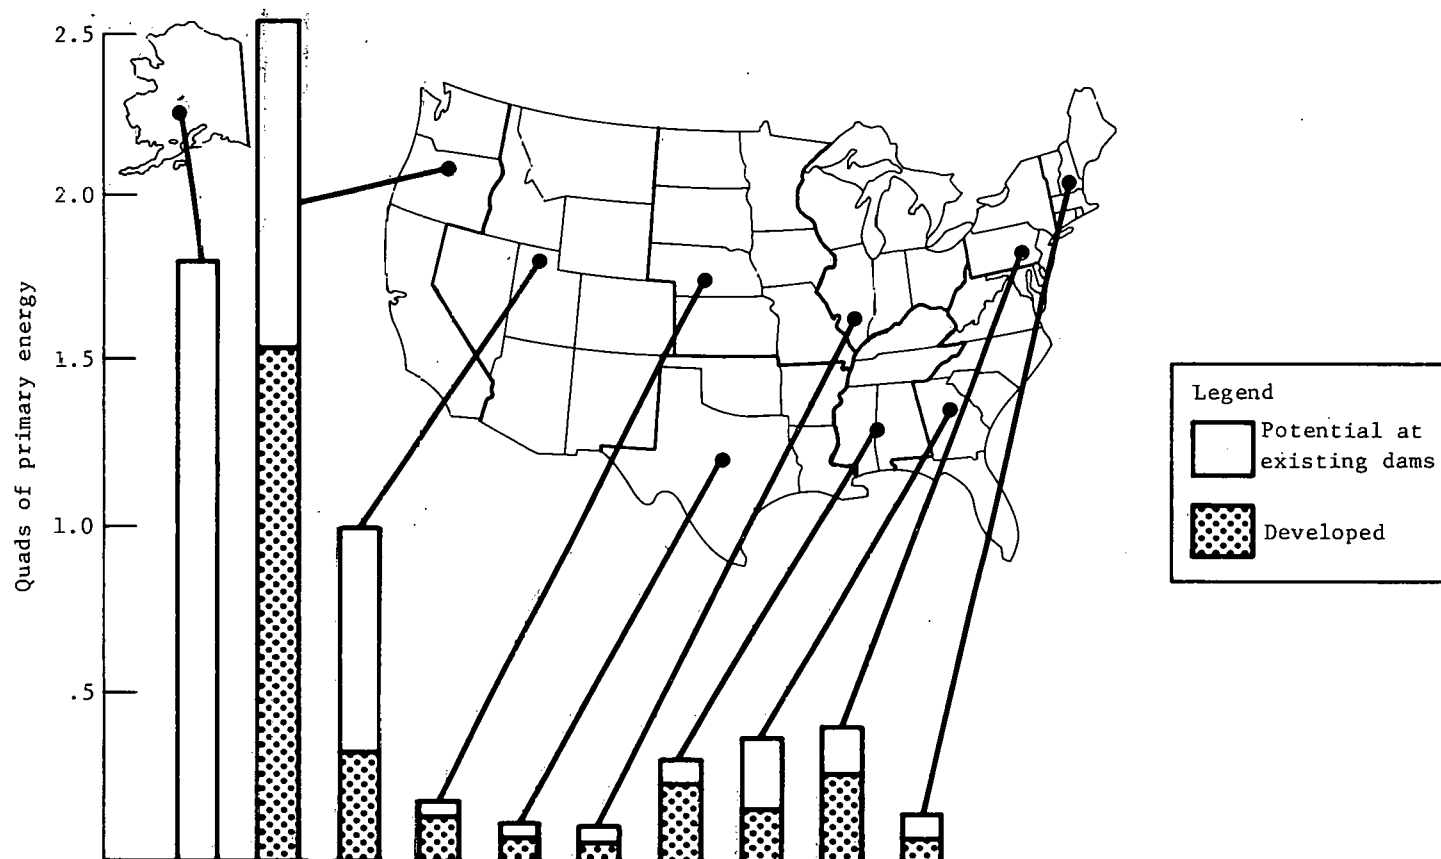 2.5
2.0
1.5
1.0
.5
Quads of primary energy
Legend
Potential at
existing dams
Developed